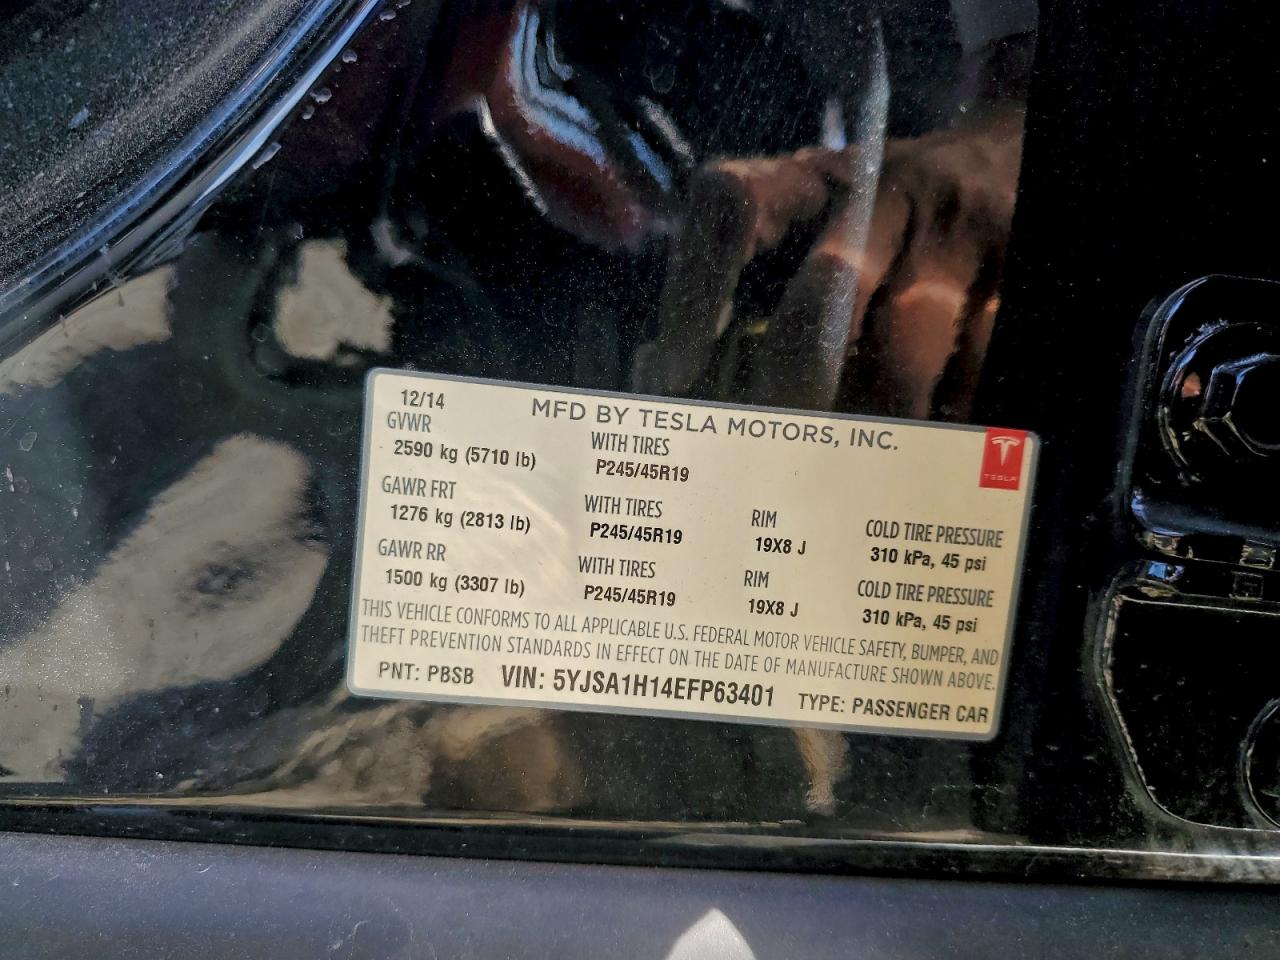 12/14 MFD BY TESLA MOTORS, INC.
GVWR WITH TIRES
2590 kg (5710 lb) P245/45R19
TESLA
GAWR FRT WITH TIRES RIM COLD TIRE PRESSURE
1276 kg (2813 lb) P245/45R19 19X8 J 310 kPa, 45 psi
GAWR RR WITH TIRES RIM COLD TIRE PRESSURE
1500 kg (3307 lb) P245/45R19 19X8 J 310 kPa, 45 psi
THIS VEHICLE CONFORMS TO ALL APPLICABLE U.S. FEDERAL MOTOR VEHICLE SAFETY, BUMPER, AND
THEFT PREVENTION STANDARDS IN EFFECT ON THE DATE OF MANUFACTURE SHOWN ABOVE.
PNT: PBSB VIN: 5YJSA1H14EFP63401 TYPE: PASSENGER CAR